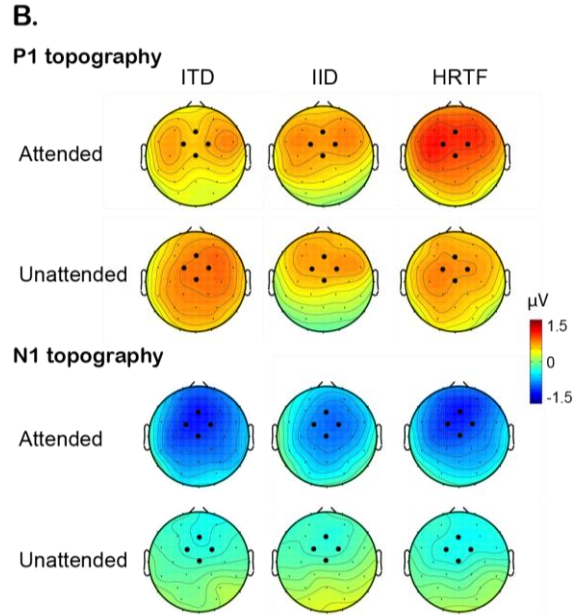 B.
P1 topography
ITD IID HRTF
Attended
Unattended
μV
1.5
0
-1.5
N1 topography
Attended
Unattended